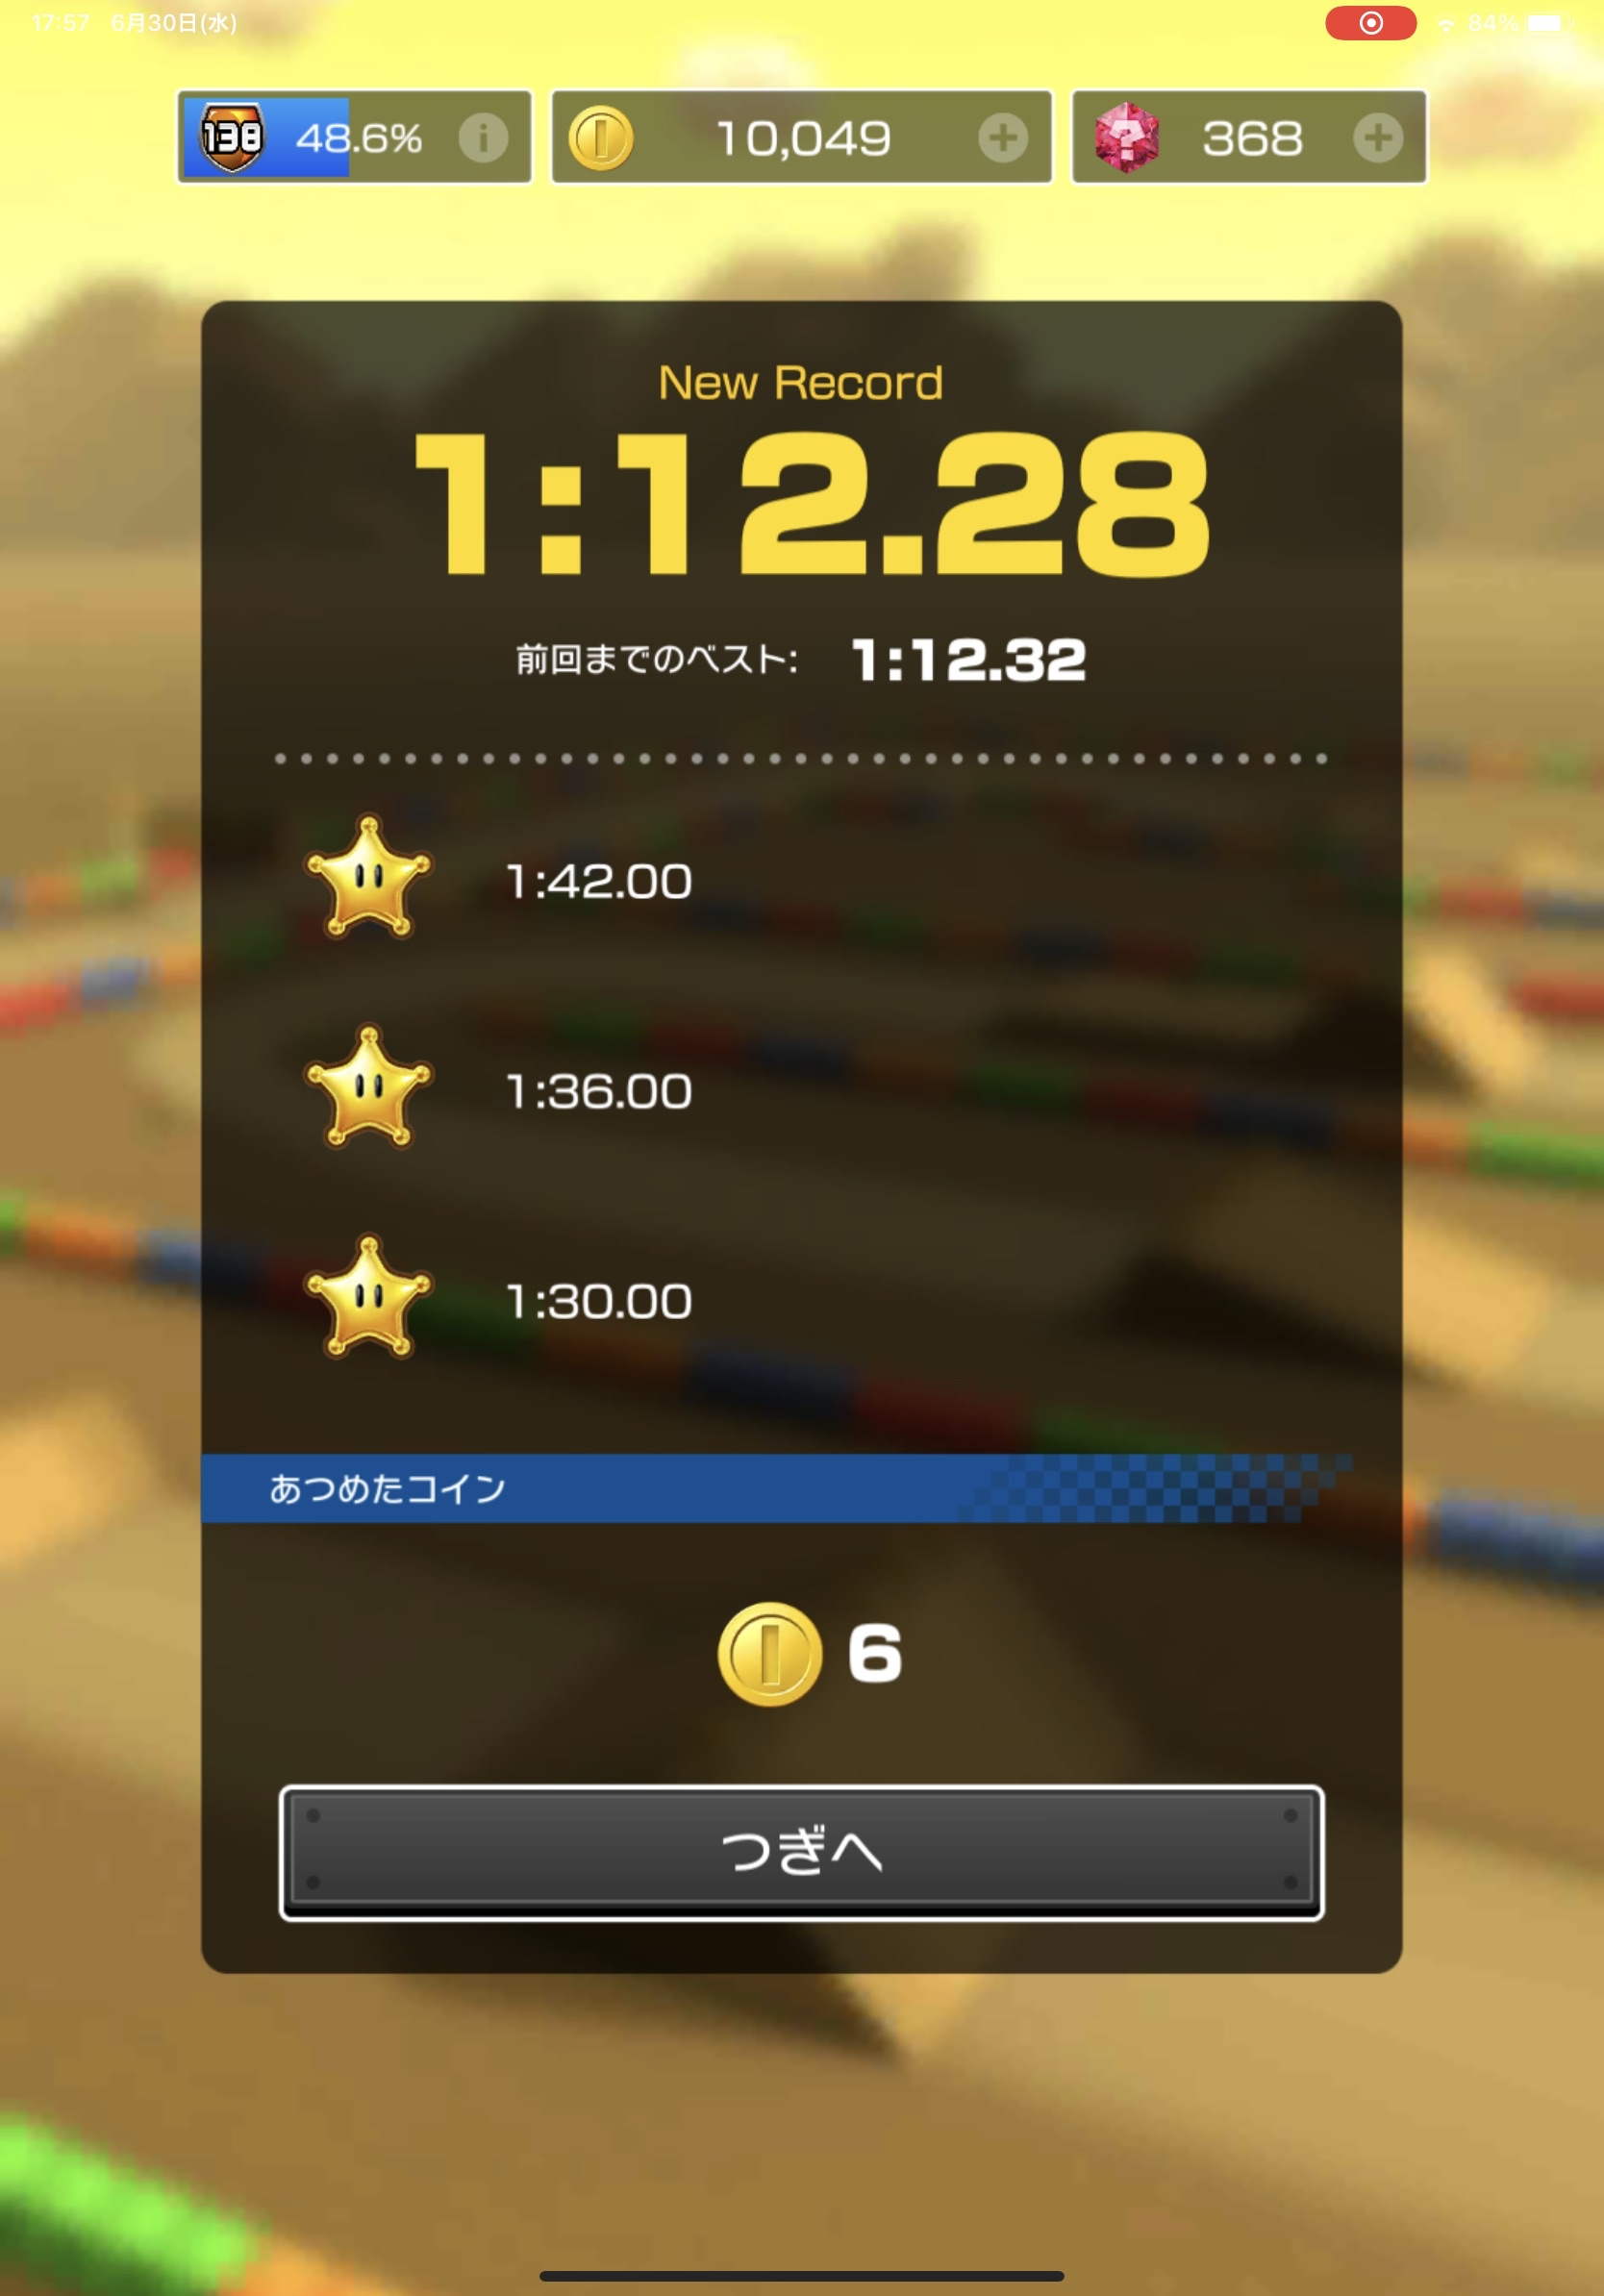 17:57 6月30日(水) 84%
138 48.6% i 10,049 + ? 368 +
New Record
1:12.28
前回までのベスト: 1:12.32
1:42.00
1:36.00
1:30.00
あつめたコイン
6
つぎへ